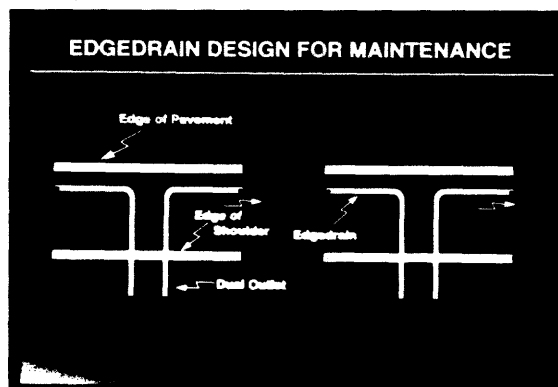 EDGEDRAIN DESIGN FOR MAINTENANCE
Edge of Pavement
Edge of
Shoulder
Edgedrain
Dual Outlet